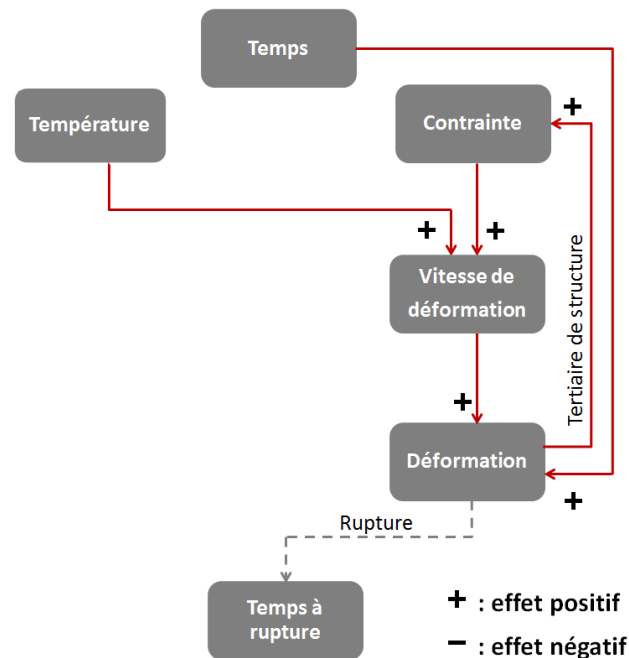 Temps
Température
Contrainte
+
+
+
Vitesse de
déformation
Tertiaire de structure
+
Déformation
+
Rupture
Temps à
rupture
+ : effet positif
− : effet négatif